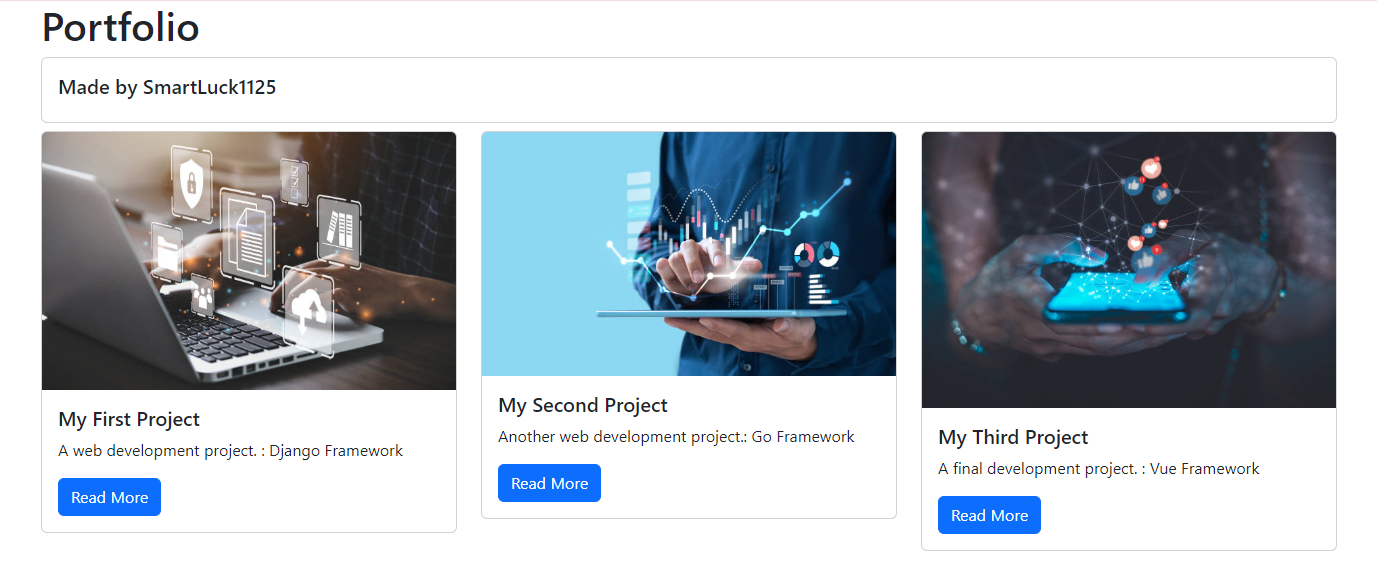 Portfolio
Made by SmartLuck1125
My First Project
A web development project. : Django Framework
Read More
My Second Project
Another web development project.: Go Framework
Read More
My Third Project
A final development project. : Vue Framework
Read More